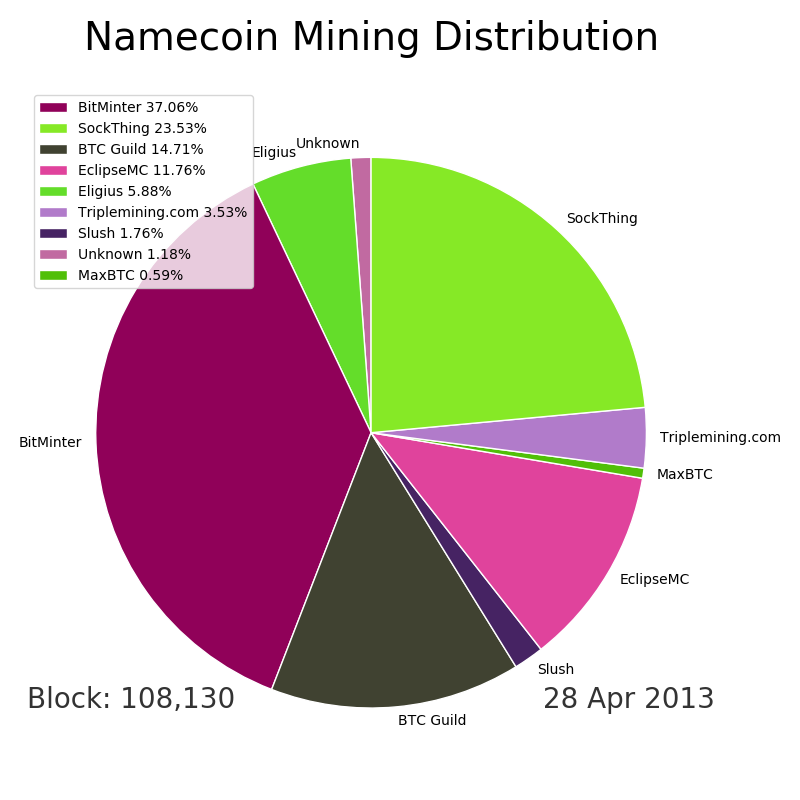 Namecoin Mining Distribution
BitMinter 37.06%
SockThing 23.53%
BTC Guild 14.71%
EclipseMC 11.76%
Eligius 5.88%
Triplemining.com 3.53%
Slush 1.76%
Unknown 1.18%
MaxBTC 0.59%
Unknown
Eligius
SockThing
BitMinter
Triplemining.com
MaxBTC
EclipseMC
Slush
BTC Guild
Block: 108,130
28 Apr 2013